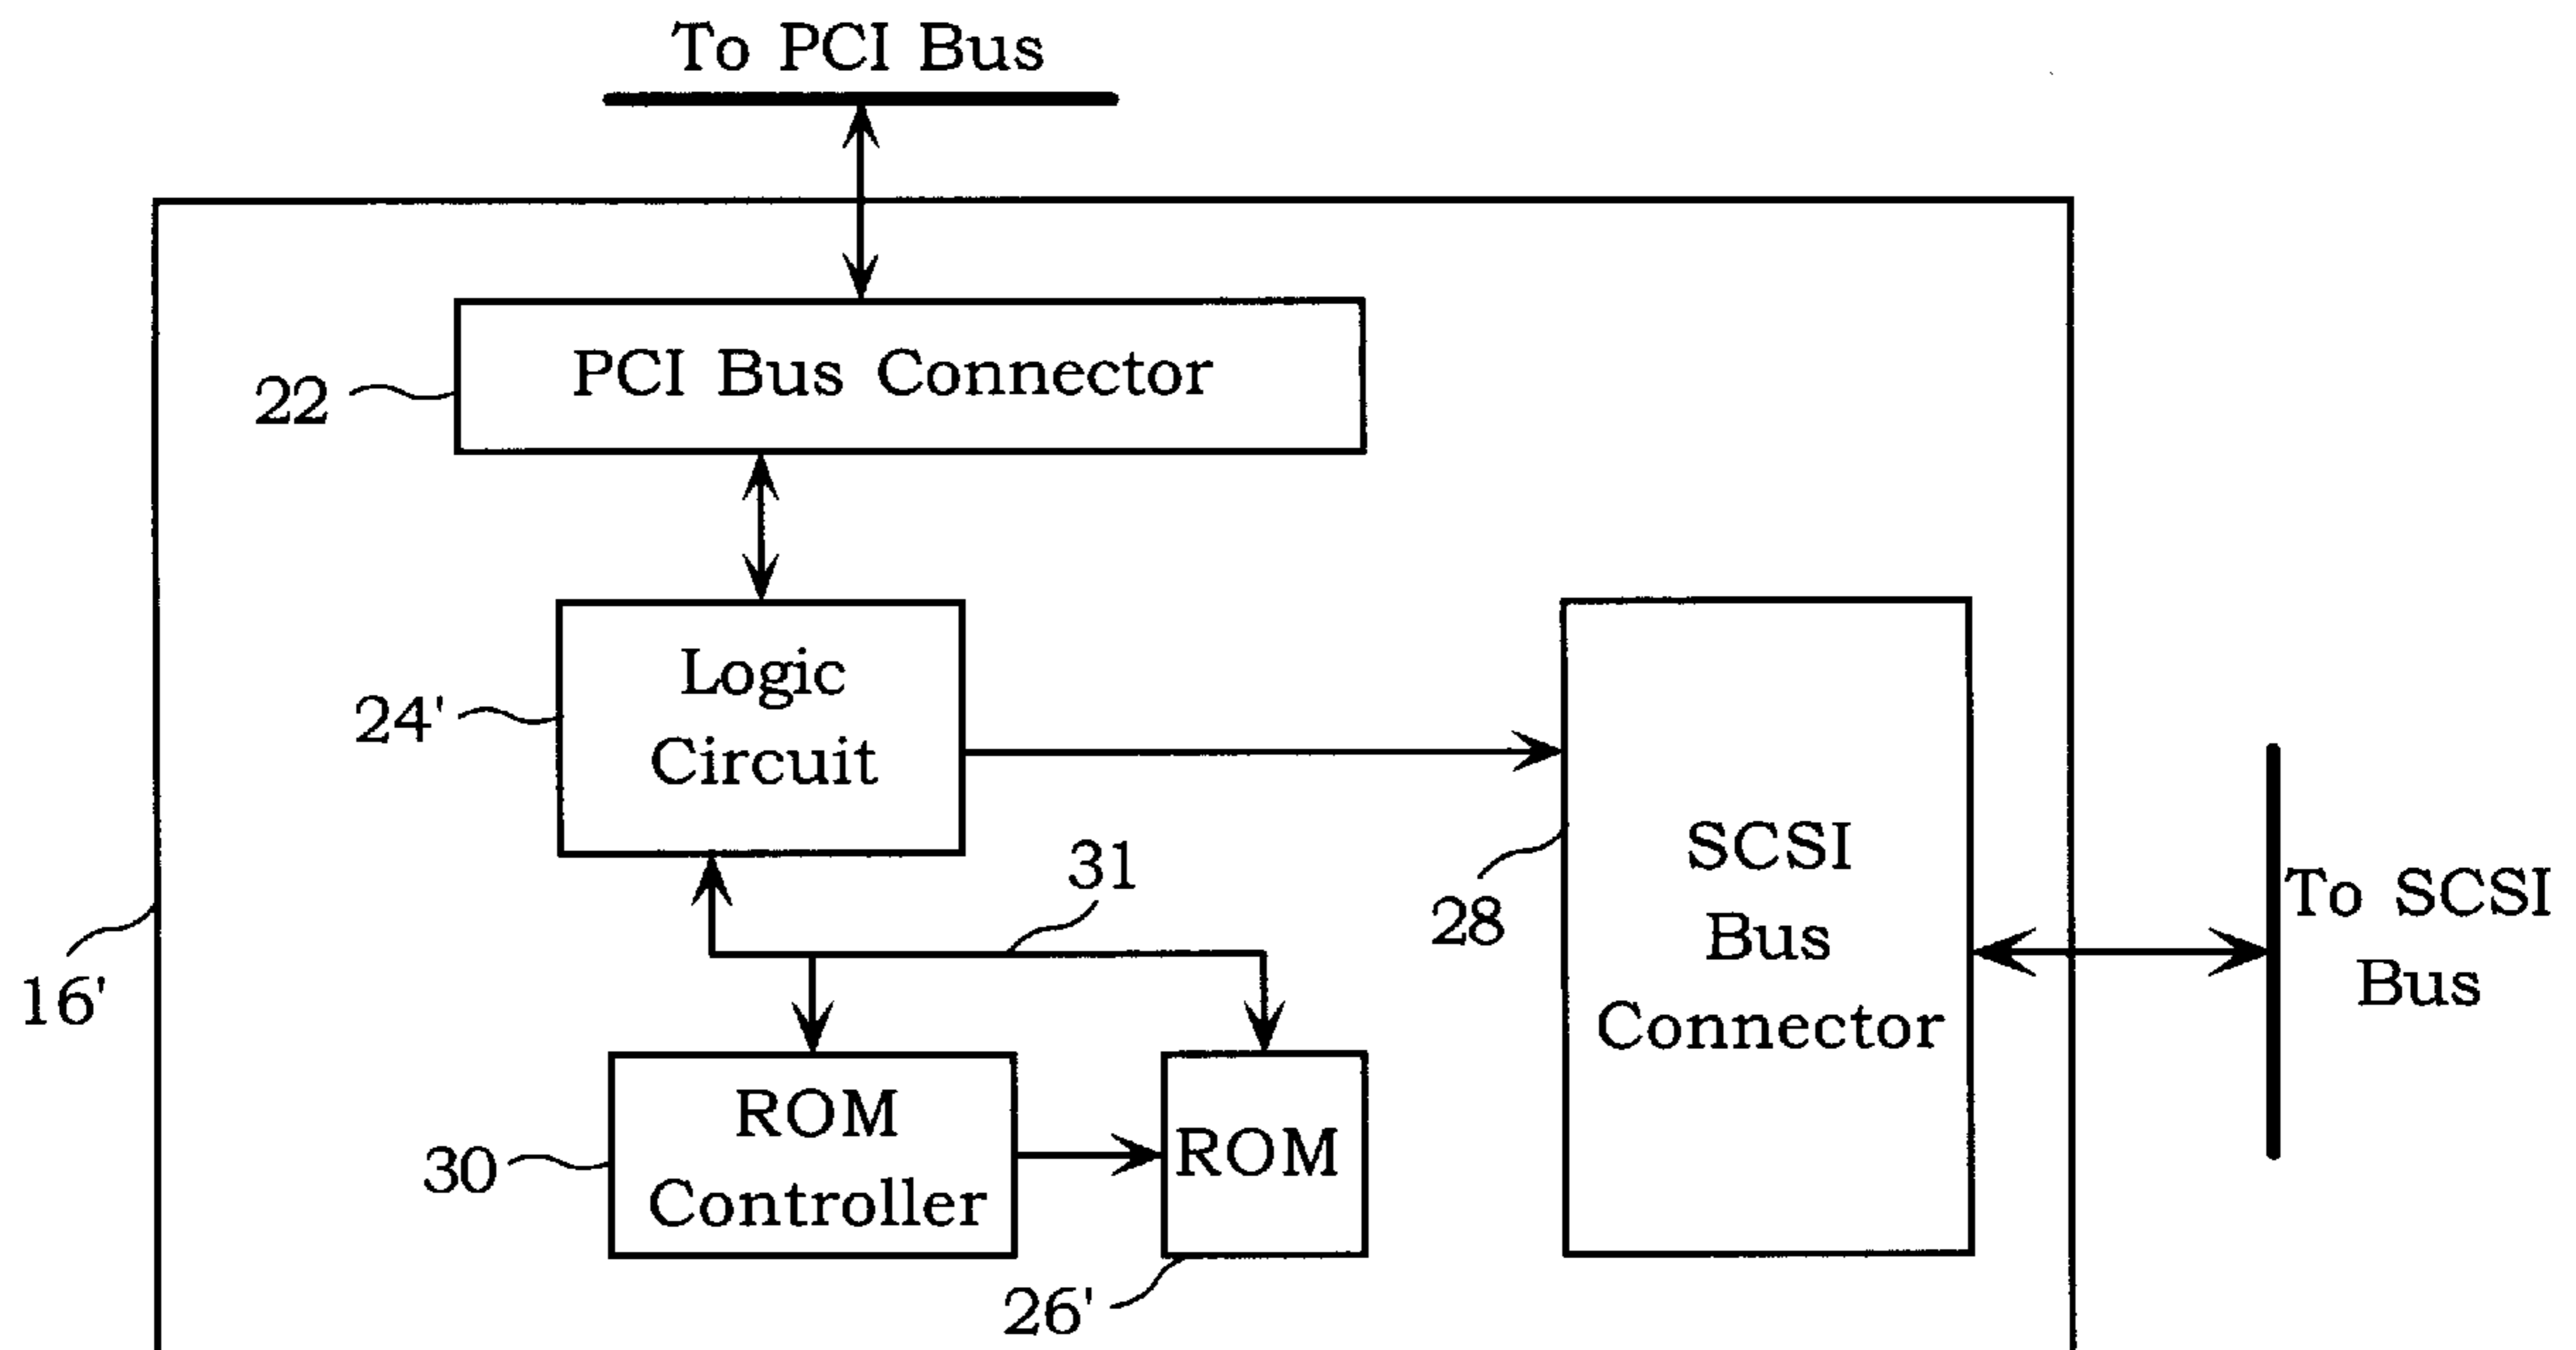 To PCI Bus
PCI Bus Connector
22
Logic
Circuit
24'
31
28
SCSI
Bus
Connector
To SCSI
Bus
16'
ROM
Controller
30
ROM
26'